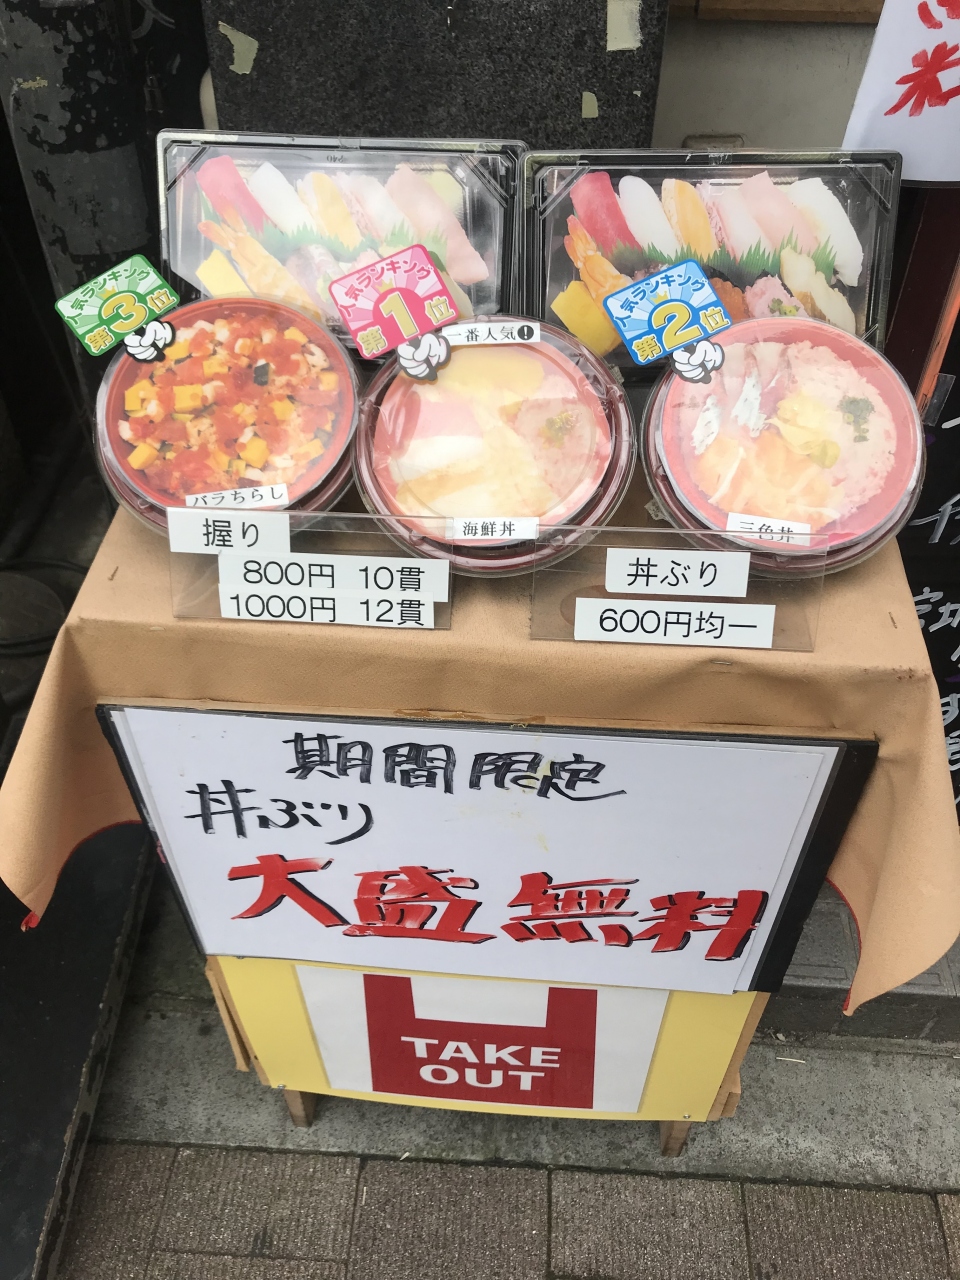 料
人気ランキング
第3位
人気ランキング
第1位
一番人気!
人気ランキング
第2位
バラちらし
海鮮丼
三色丼
握り
800円 10貫
1000円 12貫
丼ぶり
600円均一
期間限定
丼ぶり
大盛無料
TAKE
OUT